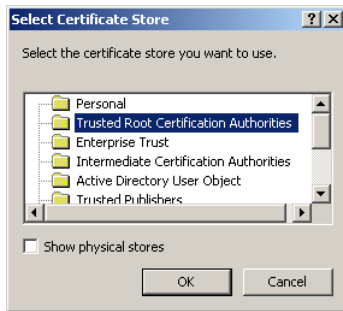 Select Certificate Store
Select the certificate store you want to use.
Personal
Trusted Root Certification Authorities
Enterprise Trust
Intermediate Certification Authorities
Active Directory User Object
Trusted Publishers
Show physical stores
OK Cancel